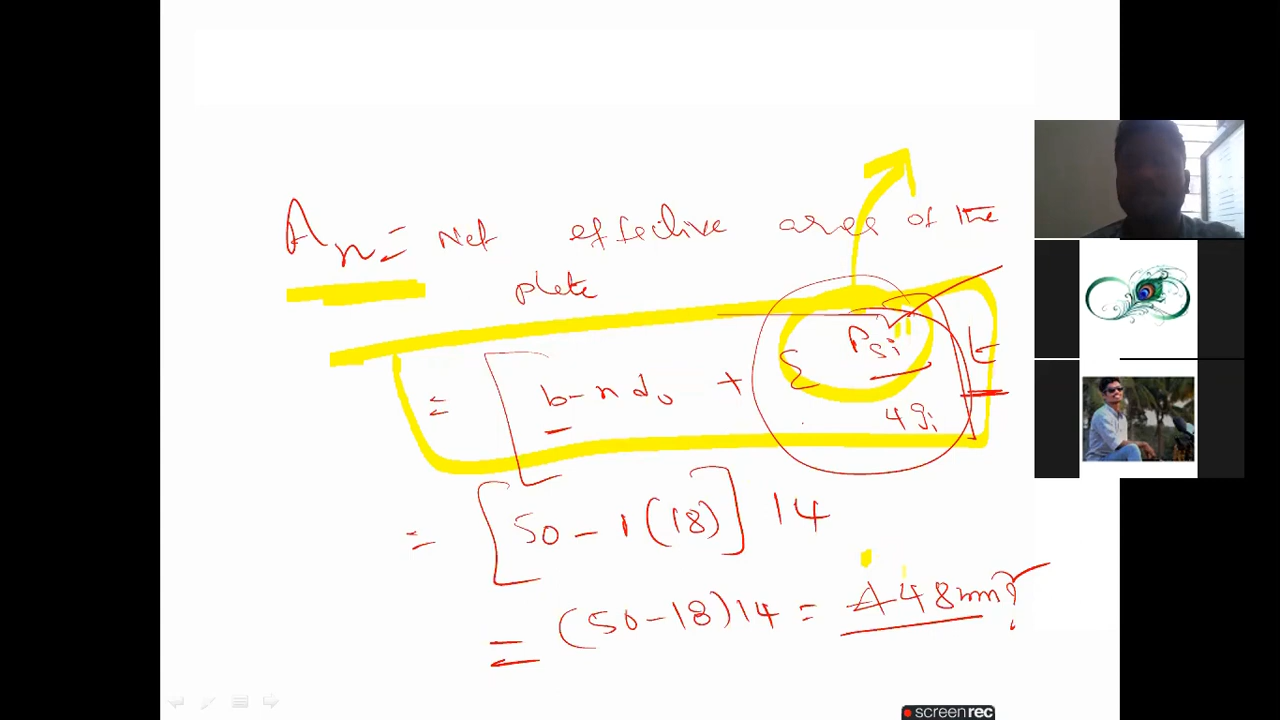 An = Net effective area of the
plate
= [b - n d₀ + Σ Psi² / 4gi] t
= [50 - 1(18)] 14
= (50-18)14 = 448mm²
screenrec